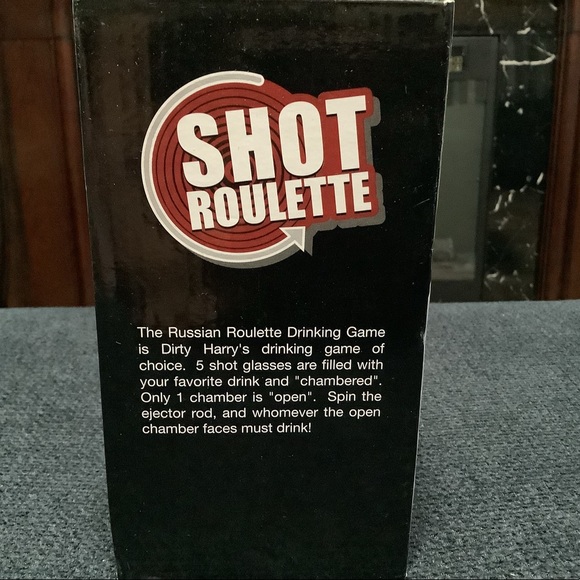 SHOT
ROULETTE
The Russian Roulette Drinking Game
is Dirty Harry's drinking game of
choice. 5 shot glasses are filled with
your favorite drink and "chambered".
Only 1 chamber is "open". Spin the
ejector rod, and whomever the open
chamber faces must drink!